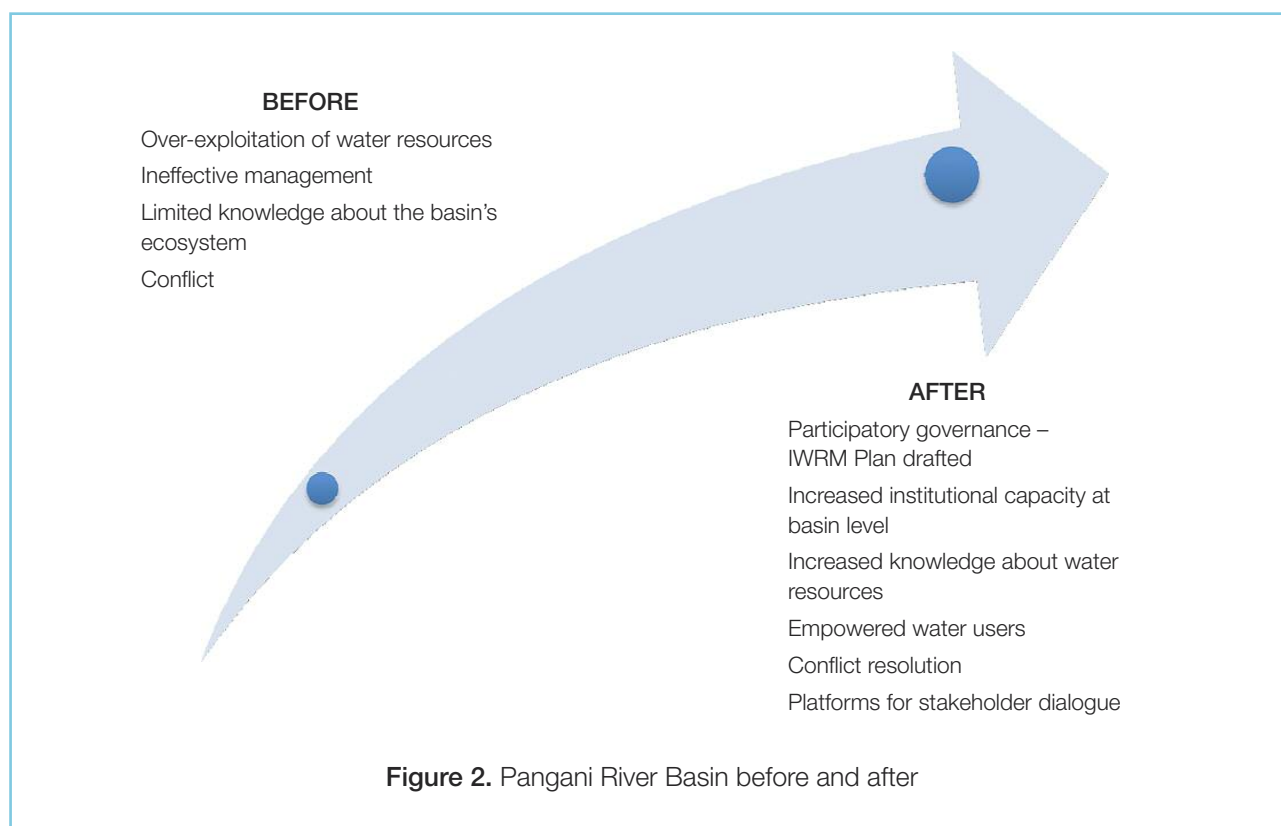 BEFORE
Over-exploitation of water resources
Ineffective management
Limited knowledge about the basin’s
ecosystem
Conflict
AFTER
Participatory governance –
IWRM Plan drafted
Increased institutional capacity at
basin level
Increased knowledge about water
resources
Empowered water users
Conflict resolution
Platforms for stakeholder dialogue
Figure 2. Pangani River Basin before and after